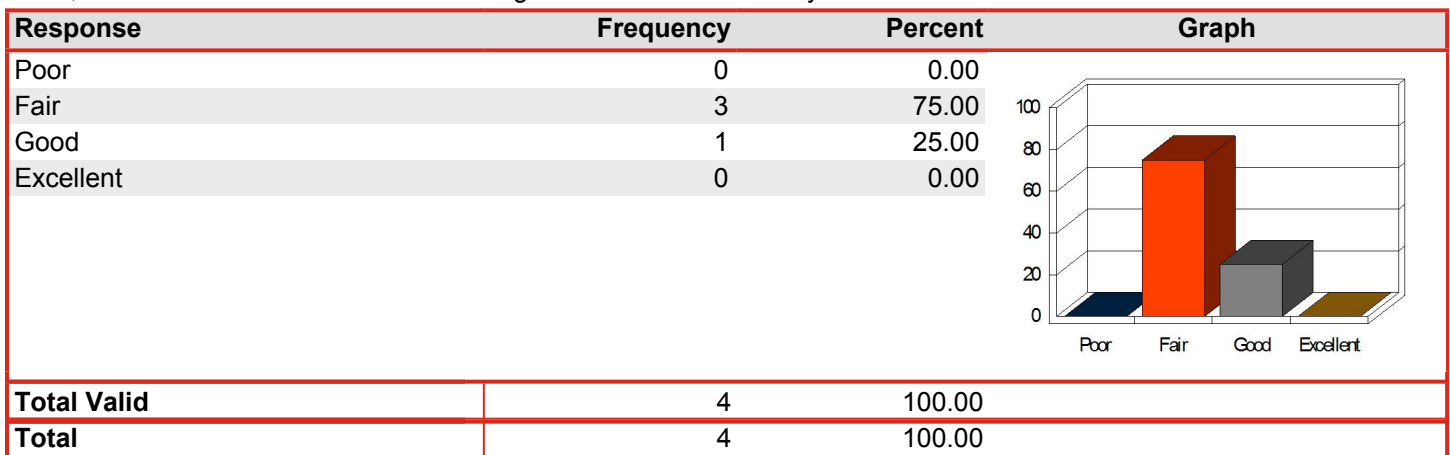 Response Frequency Percent Graph
Poor 0 0.00
Fair 3 75.00
Good 1 25.00
Excellent 0 0.00
100
80
60
40
20
0
Poor Fair Good Excellent
Total Valid 4 100.00
Total 4 100.00